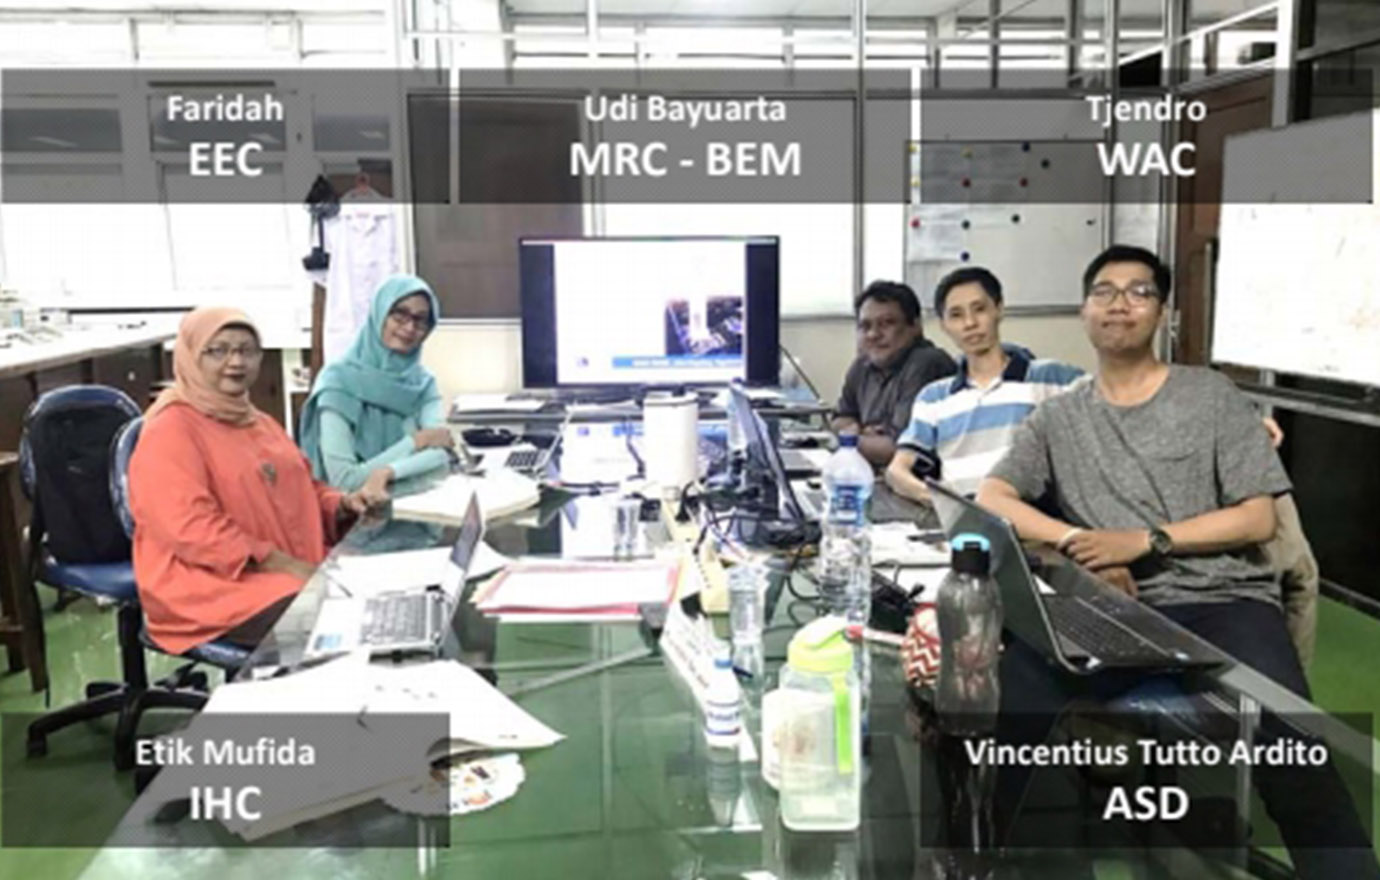 Faridah
EEC
Udi Bayuarta
MRC - BEM
Tjendro
WAC
Etik Mufida
IHC
Vincentius Tutto Ardito
ASD